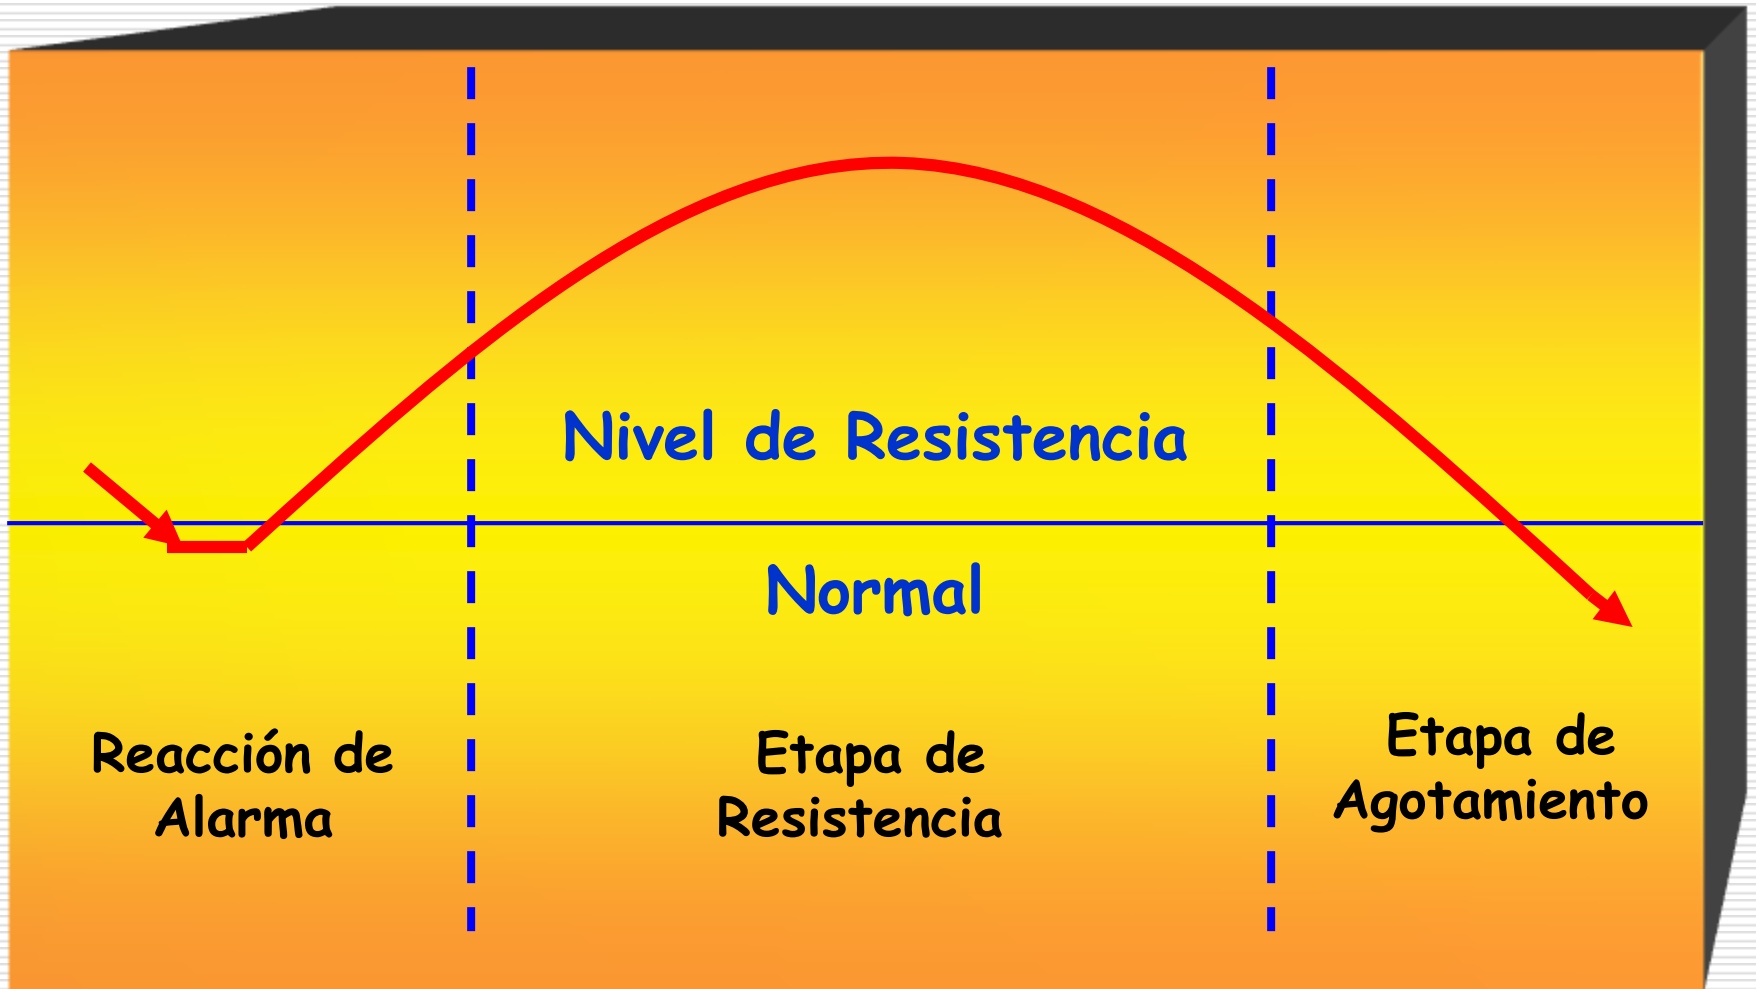 Nivel de Resistencia
Normal
Reacción de
Alarma
Etapa de
Resistencia
Etapa de
Agotamiento